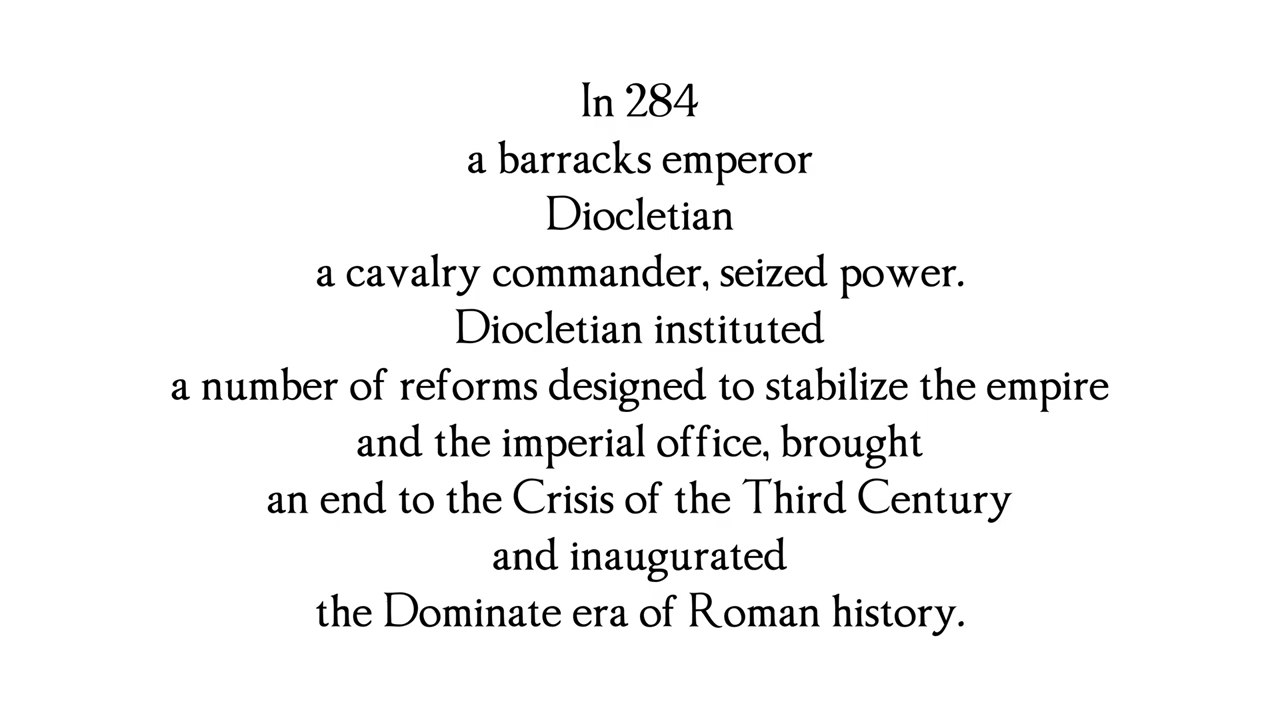 In 284
a barracks emperor
Diocletian
a cavalry commander, seized power.
Diocletian instituted
a number of reforms designed to stabilize the empire
and the imperial office, brought
an end to the Crisis of the Third Century
and inaugurated
the Dominate era of Roman history.